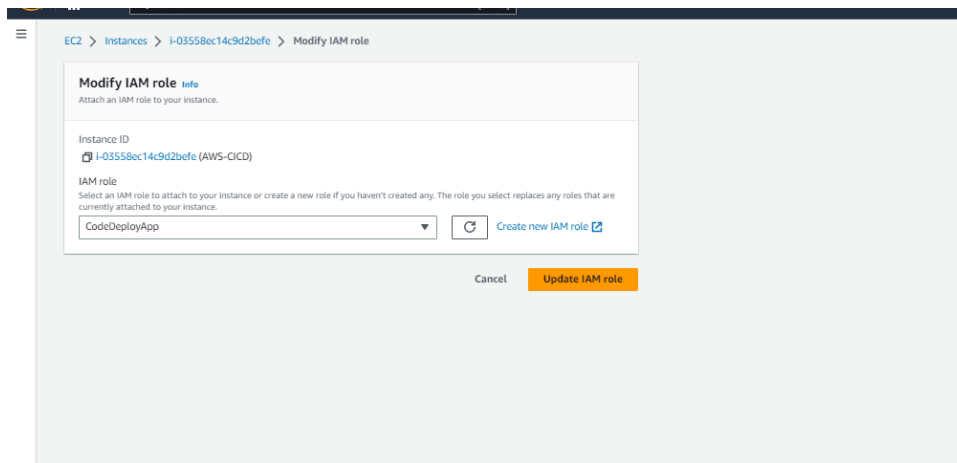 EC2 > Instances > i-03558ec14c9d2befe > Modify IAM role
Modify IAM role Info
Attach an IAM role to your instance.
Instance ID
i-03558ec14c9d2befe (AWS-CICD)
IAM role
Select an IAM role to attach to your instance or create a new role if you haven't created any. The role you select replaces any roles that are
currently attached to your instance.
CodeDeployApp
Create new IAM role
Cancel
Update IAM role